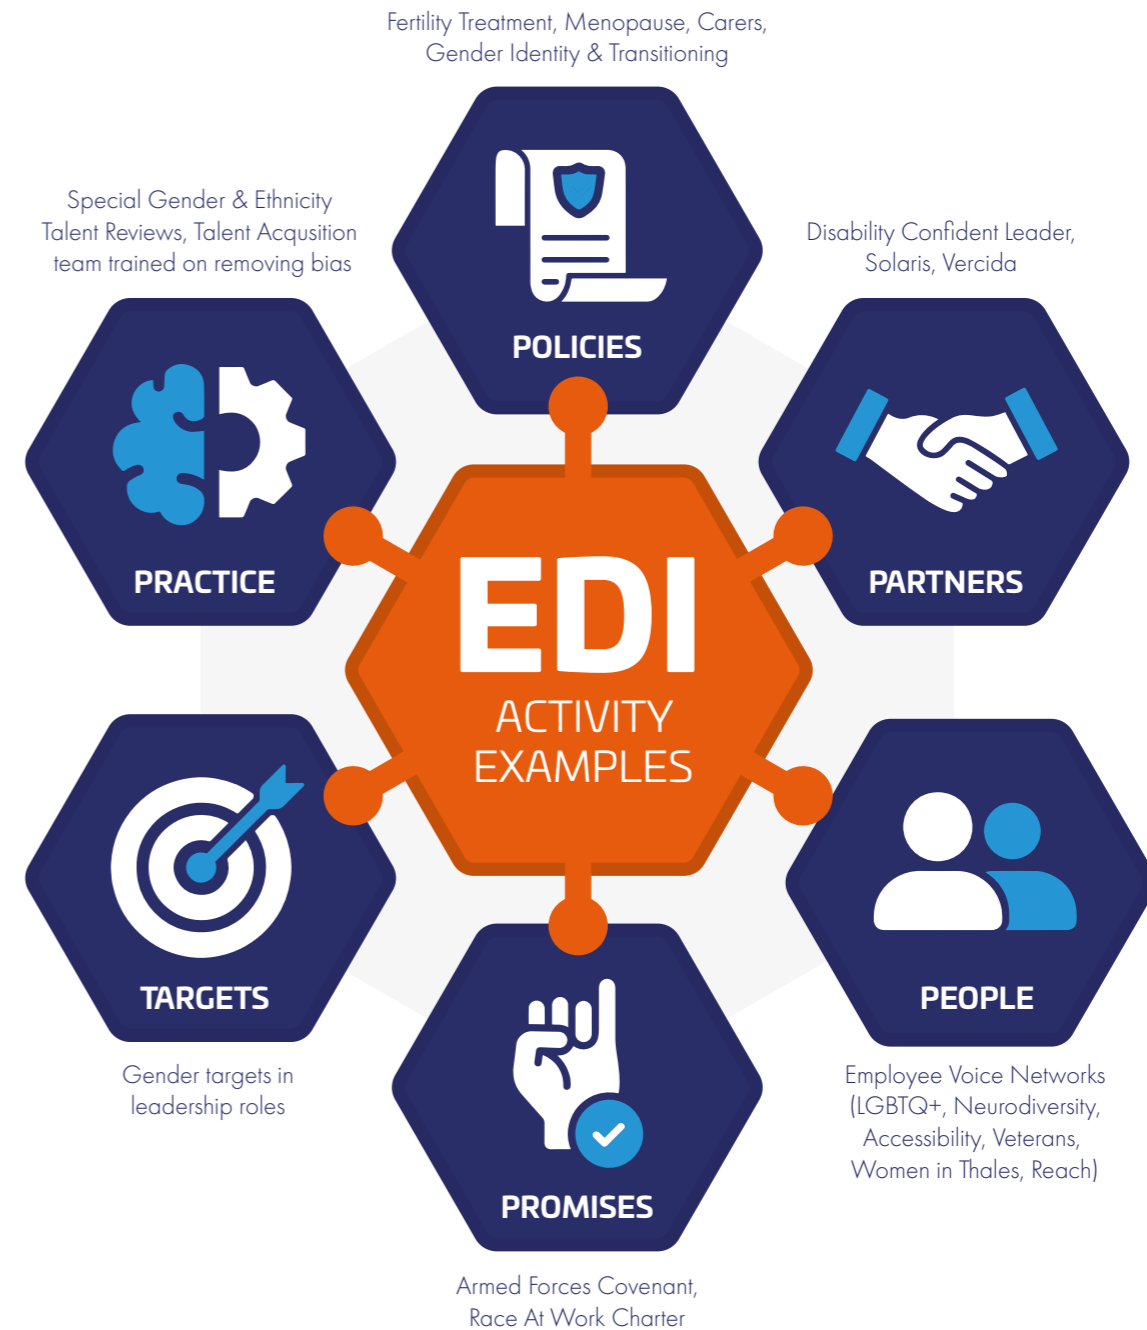 Fertility Treatment, Menopause, Carers,
Gender Identity & Transitioning
POLICIES
Special Gender & Ethnicity
Talent Reviews, Talent Acqusition
team trained on removing bias
PRACTICE
Disability Confident Leader,
Solaris, Vercida
PARTNERS
EDI
ACTIVITY
EXAMPLES
TARGETS
Gender targets in
leadership roles
PEOPLE
Employee Voice Networks
(LGBTQ+, Neurodiversity,
Accessibility, Veterans,
Women in Thales, Reach)
PROMISES
Armed Forces Covenant,
Race At Work Charter